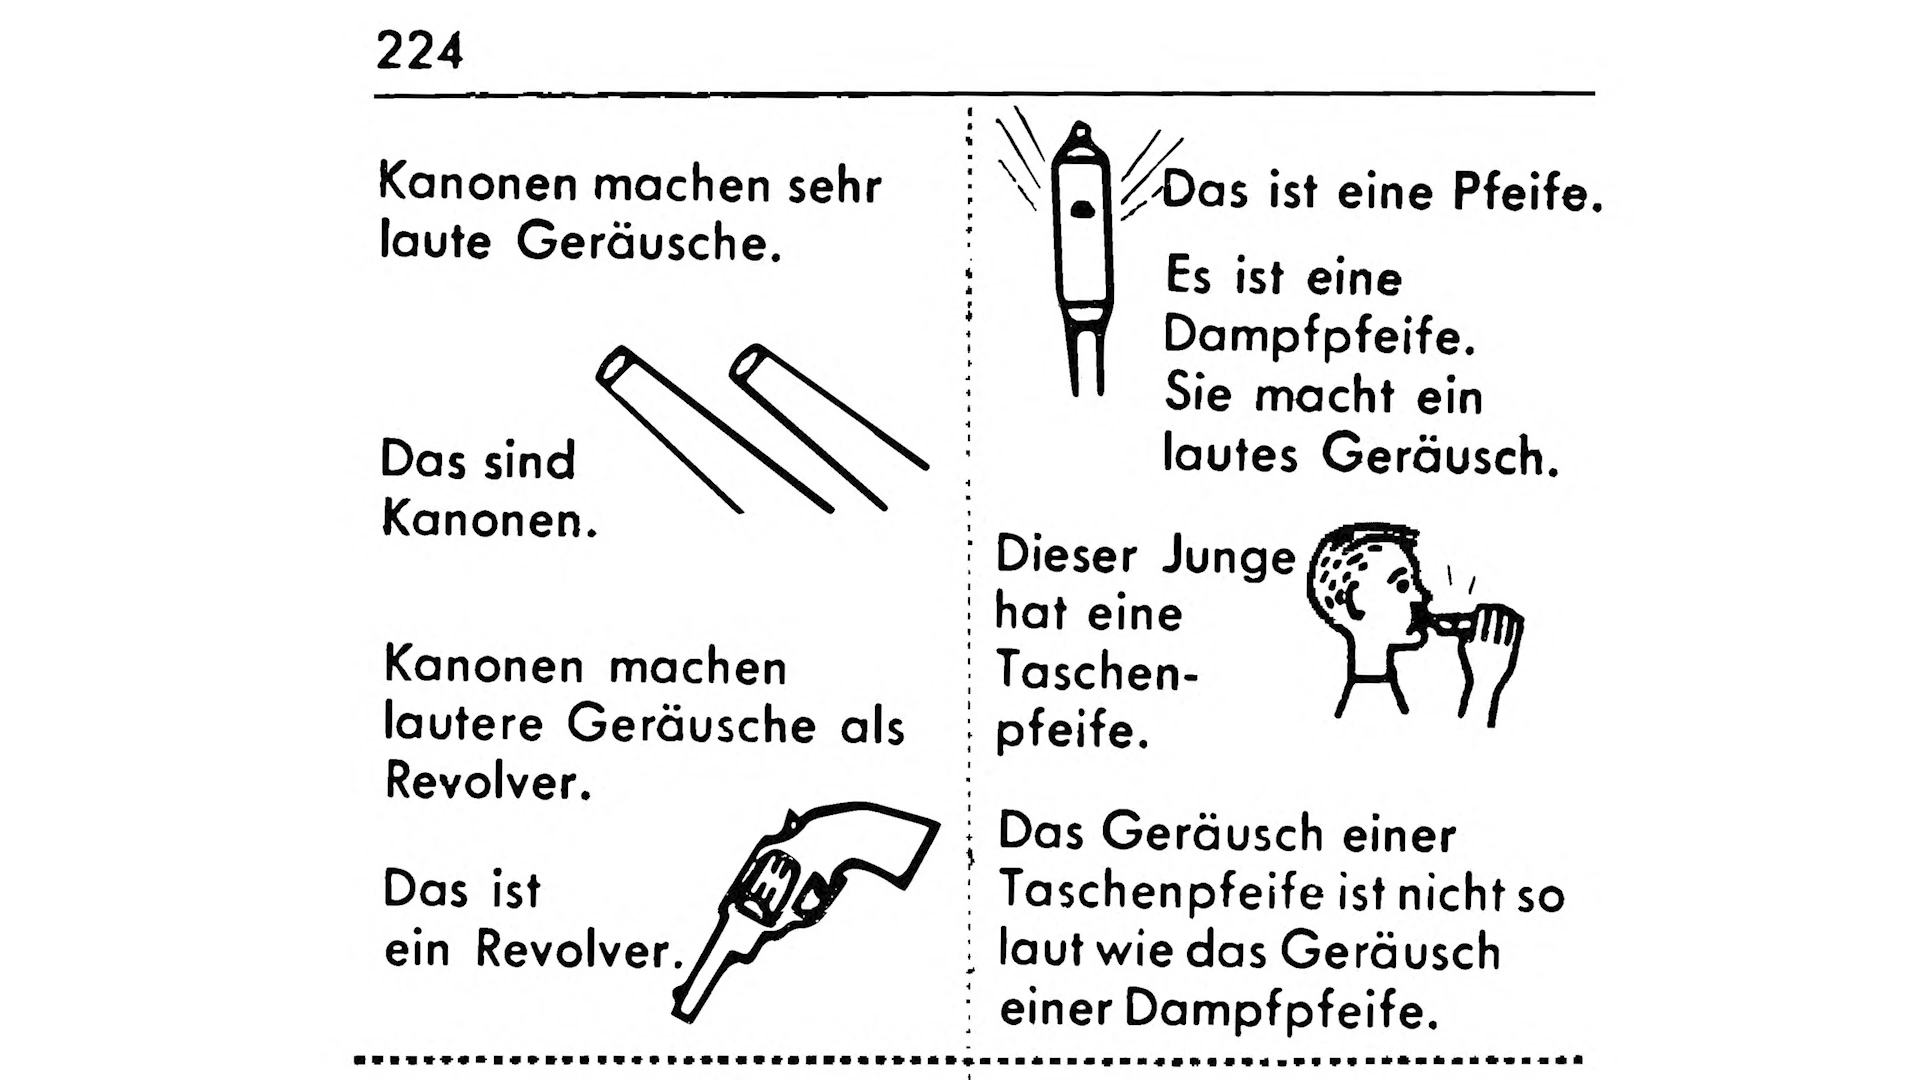 224
Kanonen machen sehr
laute Geräusche.
Das sind
Kanonen.
Kanonen machen
lautere Geräusche als
Revolver.
Das ist
ein Revolver.
Das ist eine Pfeife.
Es ist eine
Dampfpfeife.
Sie macht ein
lautes Geräusch.
Dieser Junge
hat eine
Taschen-
pfeife.
Das Geräusch einer
Taschenpfeife ist nicht so
laut wie das Geräusch
einer Dampfpfeife.